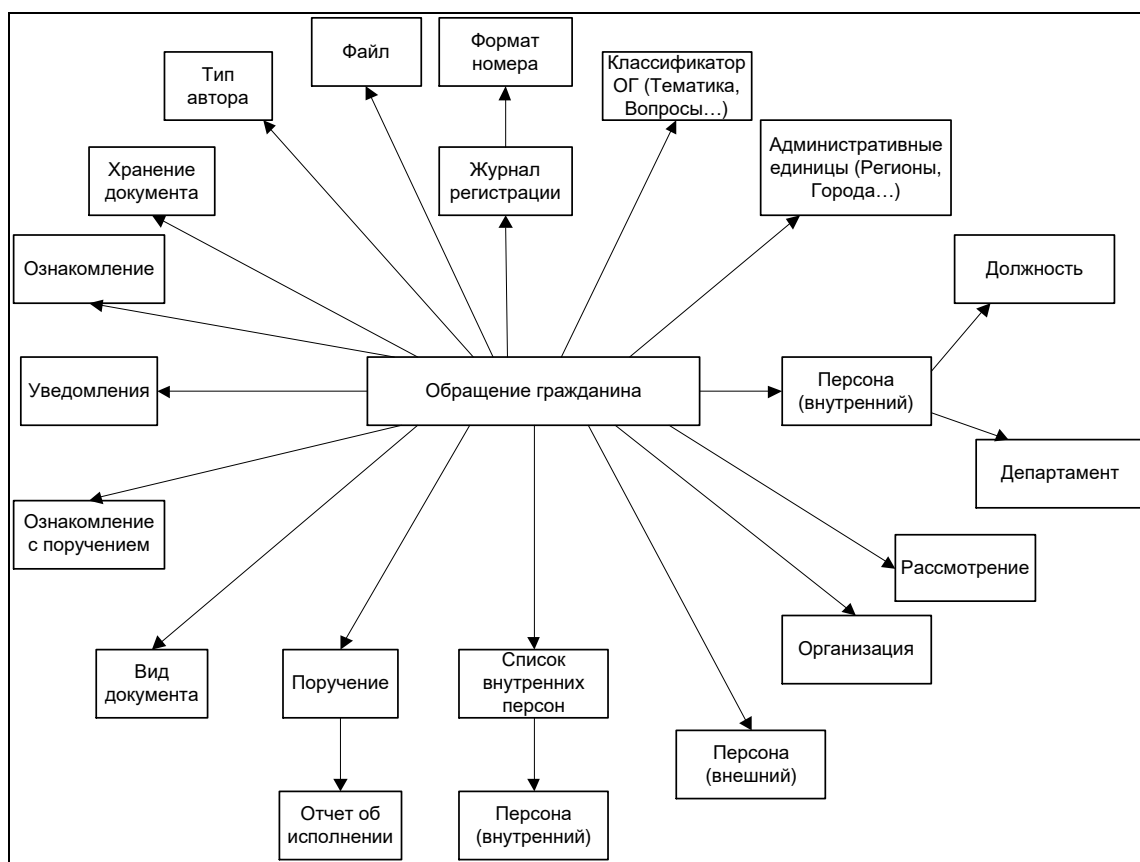 Файл
Формат
номера
Классификатор
ОГ (Тематика,
Вопросы…)
Тип
автора
Административные
единицы (Регионы,
Города…)
Хранение
документа
Журнал
регистрации
Ознакомление
Должность
Уведомления
Обращение гражданина
Персона
(внутренний)
Департамент
Ознакомление
с поручением
Рассмотрение
Организация
Вид
документа
Поручение
Список
внутренних
персон
Персона
(внешний)
Отчет об
исполнении
Персона
(внутренний)